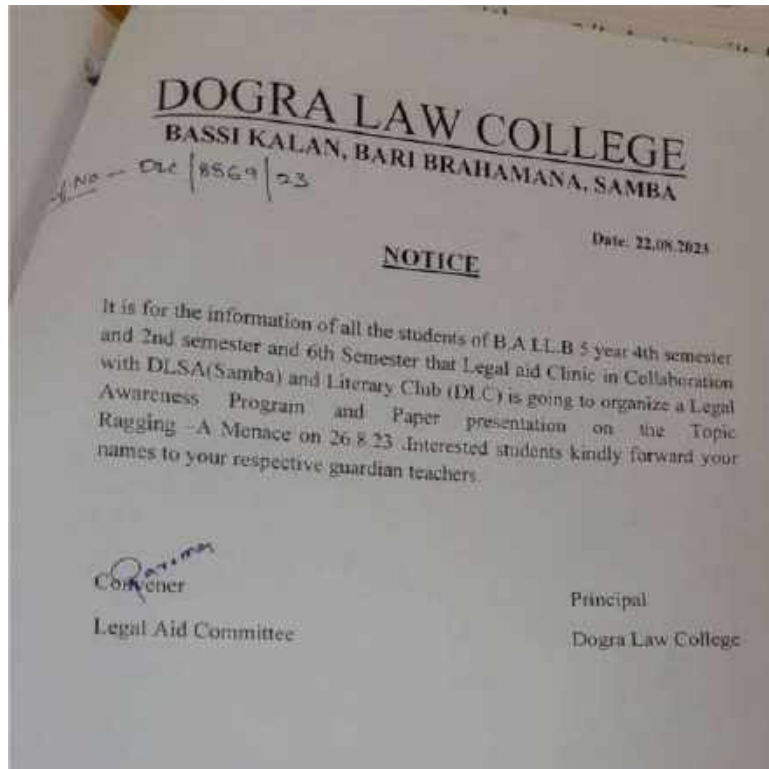 DOGRA LAW COLLEGE
BASSI KALAN, BARI BRAHAMANA, SAMBA
No - DLC/8569/23
Date: 22.08.2023
NOTICE
It is for the information of all the students of B.A LL.B 5 year 4th semester
and 2nd semester and 6th Semester that Legal aid Clinic in Collaboration
with DLSA(Samba) and Literary Club (DLC) is going to organize a Legal
Awareness Program and Paper presentation on the Topic
Ragging –A Menace on 26.8.23 .Interested students kindly forward your
names to your respective guardian teachers.
Convener
Principal
Legal Aid Committee
Dogra Law College